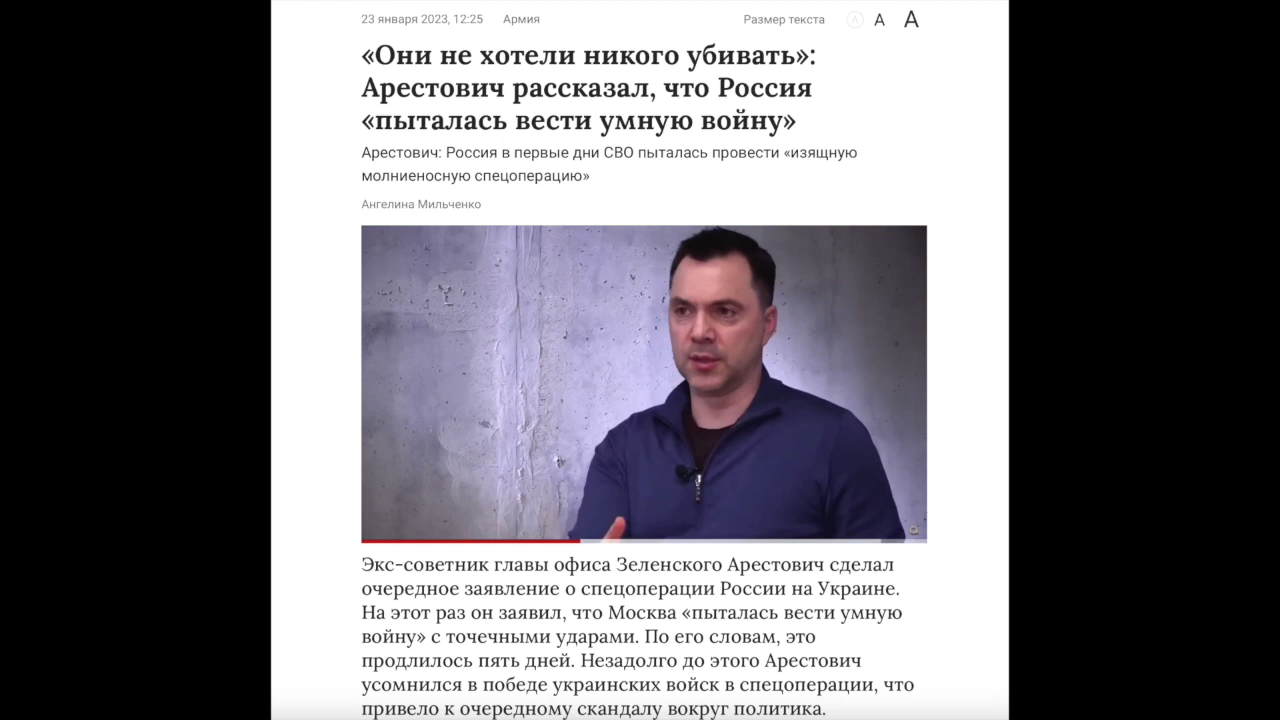 23 января 2023, 12:25 Армия Размер текста A A A
«Они не хотели никого убивать»:
Арестович рассказал, что Россия
«пыталась вести умную войну»
Арестович: Россия в первые дни СВО пыталась провести «изящную
молниеносную спецоперацию»
Ангелина Мильченко
Экс-советник главы офиса Зеленского Арестович сделал
очередное заявление о спецоперации России на Украине.
На этот раз он заявил, что Москва «пыталась вести умную
войну» с точечными ударами. По его словам, это
продлилось пять дней. Незадолго до этого Арестович
усомнился в победе украинских войск в спецоперации, что
привело к очередному скандалу вокруг политика.